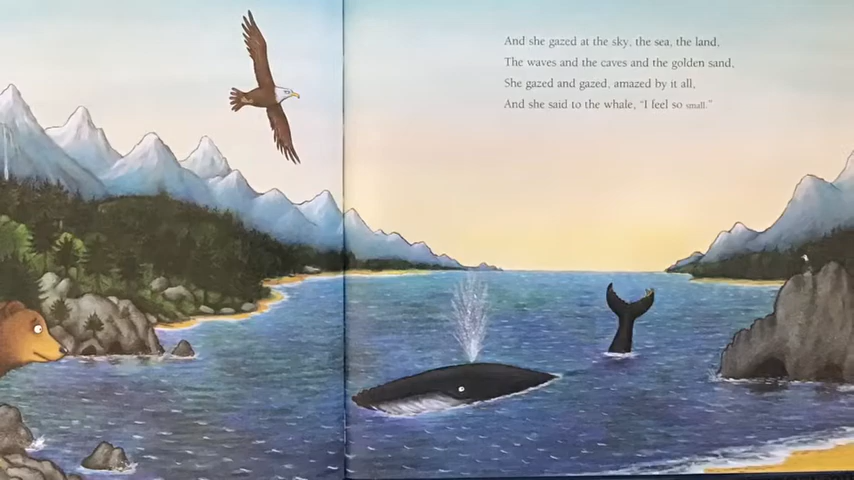 And she gazed at the sky, the sea, the land,
The waves and the caves and the golden sand,
She gazed and gazed, amazed by it all,
And she said to the whale, "I feel so small."